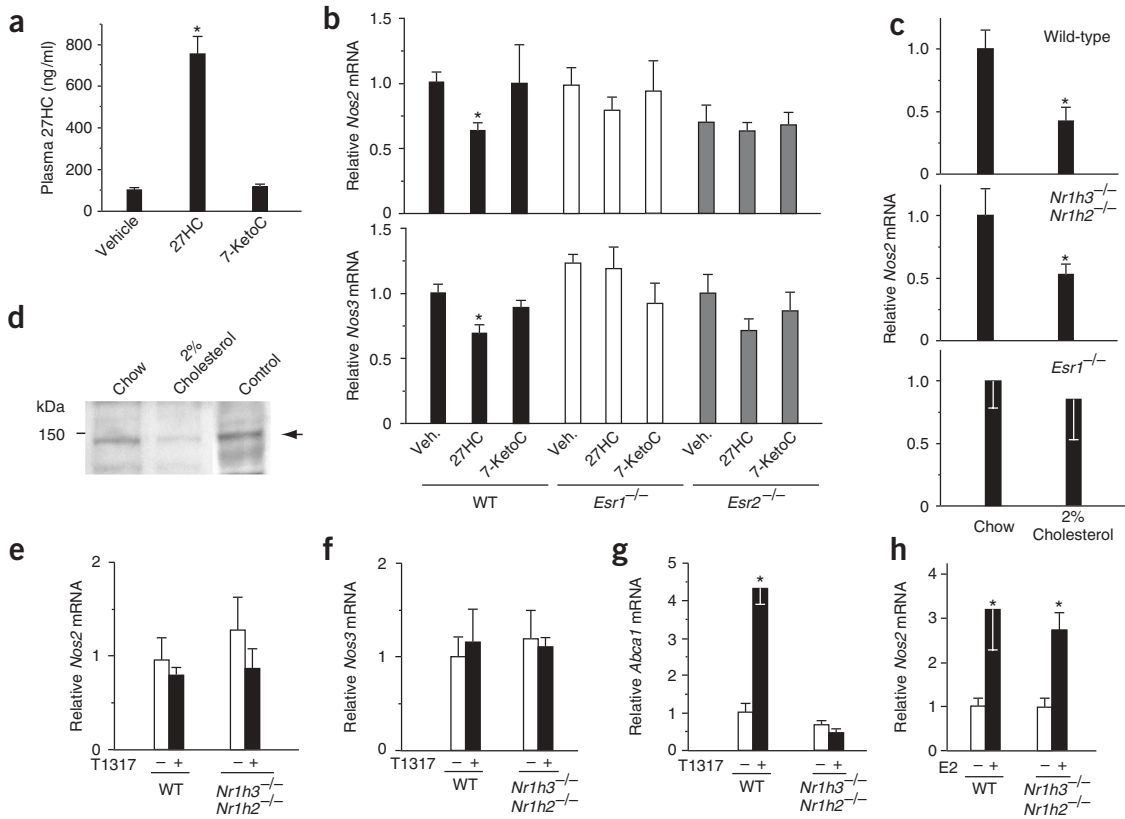 a
Plasma 27HC (ng/ml)
800
600
400
200
0
*
Vehicle
27HC
7-KetoC
b
Relative Nos2 mRNA
1.5
1.0
0.5
0
*
Relative Nos3 mRNA
1.5
1.0
0.5
0
*
Veh.
27HC
7-KetoC
Veh.
27HC
7-KetoC
Veh.
27HC
7-KetoC
WT
Esr1−/−
Esr2−/−
c
Relative Nos2 mRNA
1.0
0.5
0
Wild-type
*
1.0
0.5
0
Nr1h3−/−
Nr1h2−/−
*
1.0
0.5
0
Esr1−/−
Chow
2%
Cholesterol
d
kDa
150
Chow
2%
Cholesterol
Control
e
Relative Nos2 mRNA
2
1
0
T1317
− +
− +
WT
Nr1h3−/−
Nr1h2−/−
f
Relative Nos3 mRNA
2
1
0
T1317
− +
− +
WT
Nr1h3−/−
Nr1h2−/−
g
Relative Abca1 mRNA
5
4
3
2
1
0
*
T1317
− +
− +
WT
Nr1h3−/−
Nr1h2−/−
h
Relative Nos2 mRNA
4
3
2
1
0
*
*
E2
− +
− +
WT
Nr1h3−/−
Nr1h2−/−